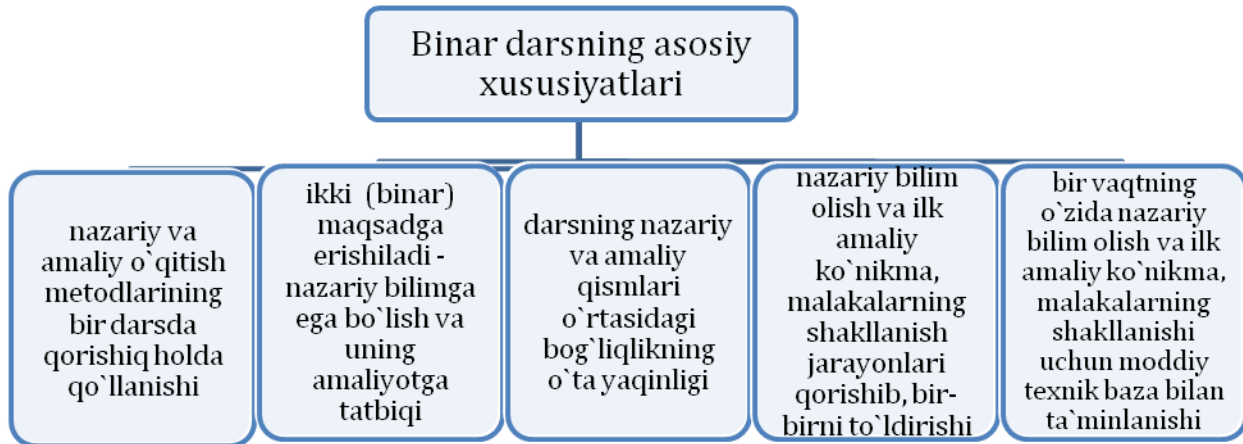 Binar darsning asosiy
xususiyatlari
nazariy va
amaliy o`qitish
metodlarining
bir darsda
qorishiq holda
qo`llanishi
ikki (binar)
maqsadga
erishiladi -
nazariy bilimga
ega bo`lish va
uning
amaliyotga
tatbiqi
darsning nazariy
va amaliy
qismlari
o`rtasidagi
bog`liqlikning
o`ta yaqinligi
nazariy bilim
olish va ilk
amaliy
ko`nikma,
malakalarning
shakllanish
jarayonlari
qorishib, bir-
birni to`ldirishi
bir vaqtning
o`zida nazariy
bilim olish va ilk
amaliy ko`nikma,
malakalarning
shakllanishi
uchun moddiy
texnik baza bilan
ta`minlanishi